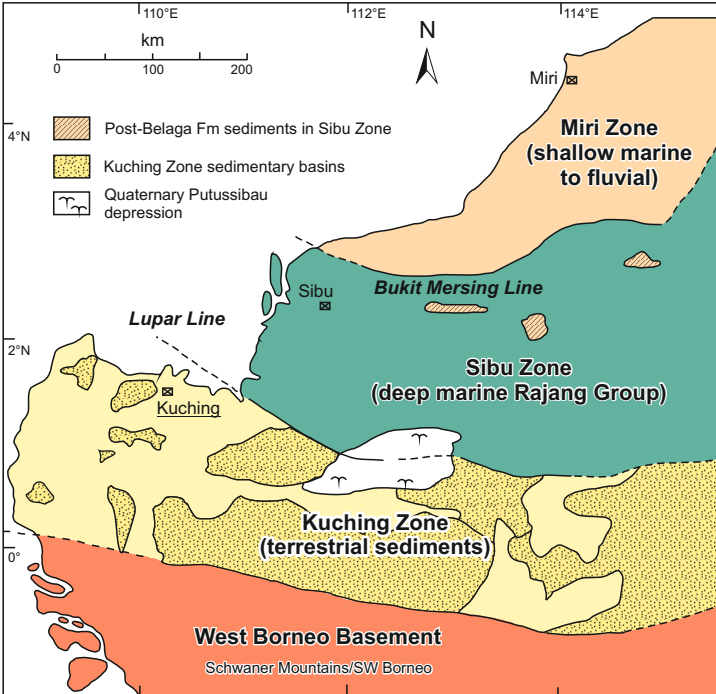 110°E
112°E
114°E
km
0 100 200
N
Miri
4°N
Post-Belaga Fm sediments in Sibu Zone
Kuching Zone sedimentary basins
Quaternary Putussibau
depression
Miri Zone
(shallow marine
to fluvial)
Sibu
Bukit Mersing Line
Lupar Line
2°N
Sibu Zone
(deep marine Rajang Group)
Kuching
Kuching Zone
(terrestrial sediments)
0°
West Borneo Basement
Schwaner Mountains/SW Borneo